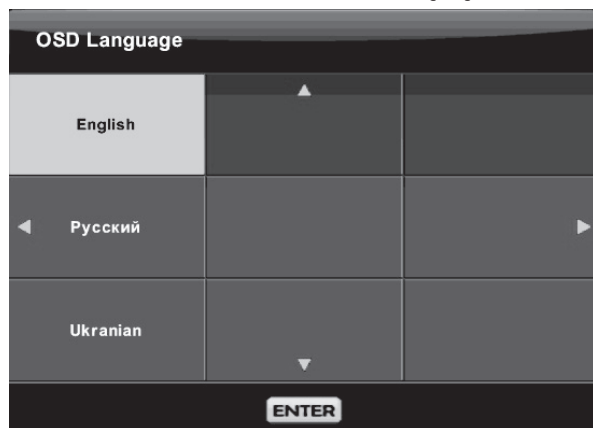 OSD Language
English
Русский
Ukranian
ENTER